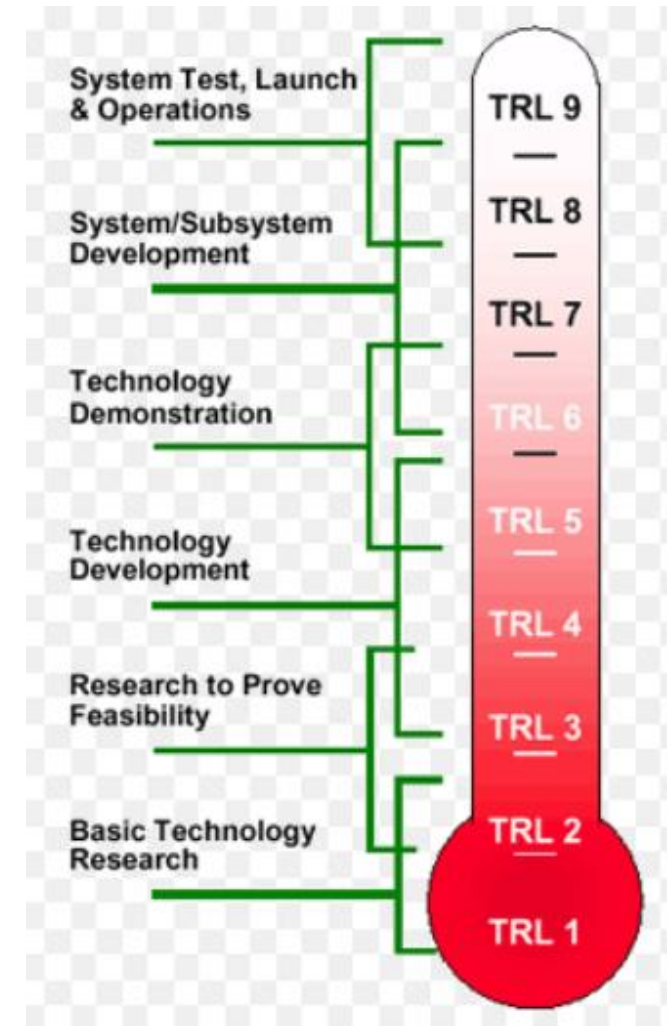 System Test, Launch
& Operations
System/Subsystem
Development
Technology
Demonstration
Technology
Development
Research to Prove
Feasibility
Basic Technology
Research
TRL 9
TRL 8
TRL 7
TRL 6
TRL 5
TRL 4
TRL 3
TRL 2
TRL 1